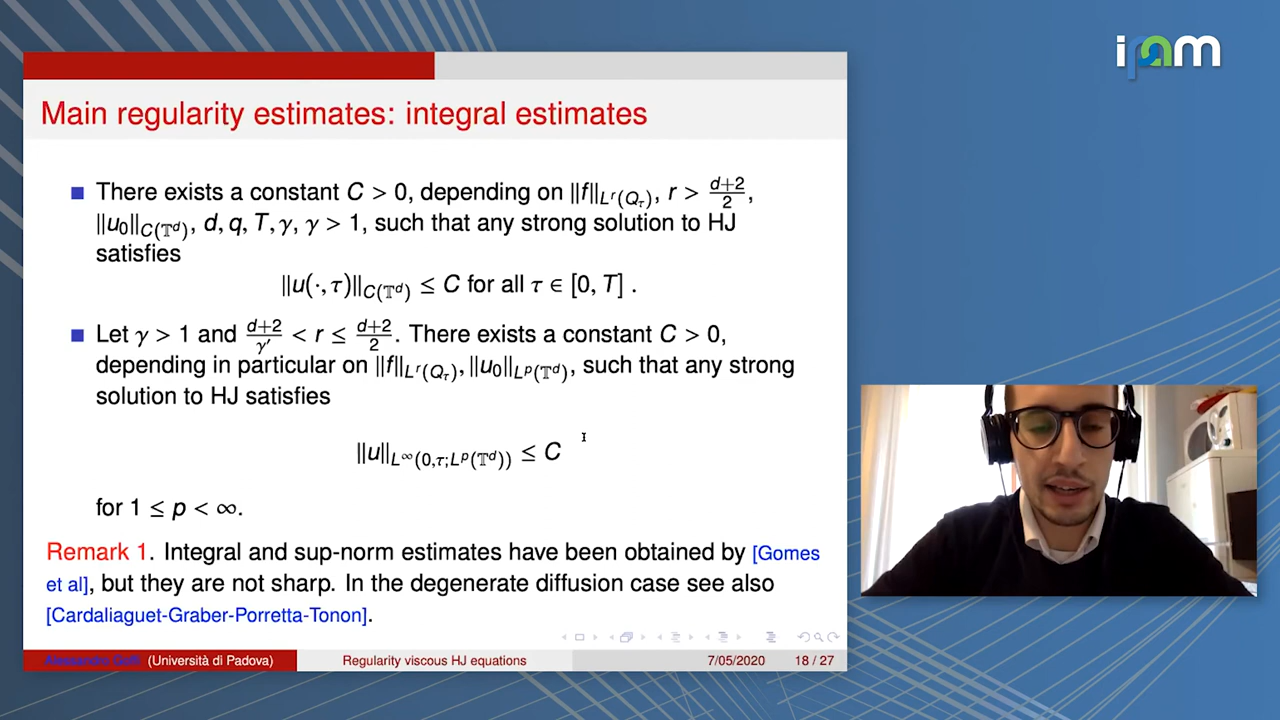 ipam
Main regularity estimates: integral estimates
There exists a constant C > 0, depending on ‖f‖_{L^r(Q_τ)}, r > \frac{d+2}{2},
‖u_0‖_{C(𝕋^d)}, d, q, T, γ, γ > 1, such that any strong solution to HJ
satisfies
‖u(·, τ)‖_{C(𝕋^d)} ≤ C for all τ ∈ [0, T] .
Let γ > 1 and \frac{d+2}{γ′} < r ≤ \frac{d+2}{2}. There exists a constant C > 0,
depending in particular on ‖f‖_{L^r(Q_τ)}, ‖u_0‖_{L^p(𝕋^d)}, such that any strong
solution to HJ satisfies
‖u‖_{L^∞(0,τ;L^p(𝕋^d))} ≤ C
for 1 ≤ p < ∞.
Remark 1. Integral and sup-norm estimates have been obtained by [Gomes
et al], but they are not sharp. In the degenerate diffusion case see also
[Cardaliaguet-Graber-Porretta-Tonon].
Alessandro Goffi (Università di Padova) Regularity viscous HJ equations 7/05/2020 18 / 27